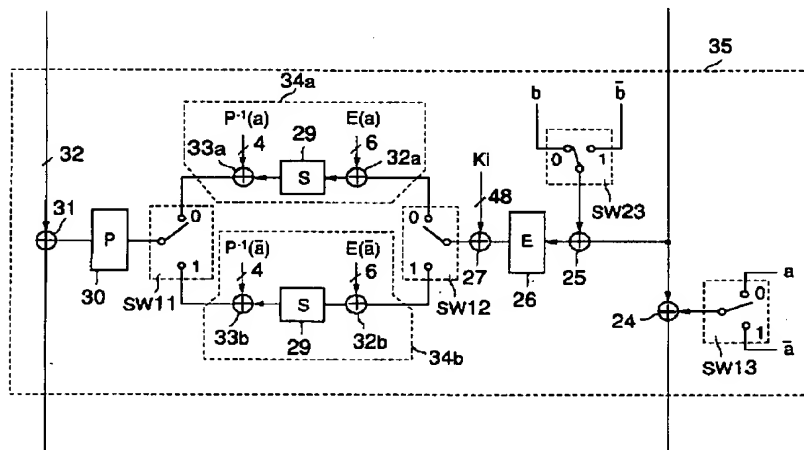 35
34a
P⁻¹(a)
E(a)
b
b̄
33a
4
29
6
32a
32
S
Ki
0
1
48
SW23
31
P
0
0
E
30
1
1
27
26
25
SW11
P⁻¹(ā)
E(ā)
SW12
4
6
a
S
24
0
33b
29
32b
1
34b
SW13
ā